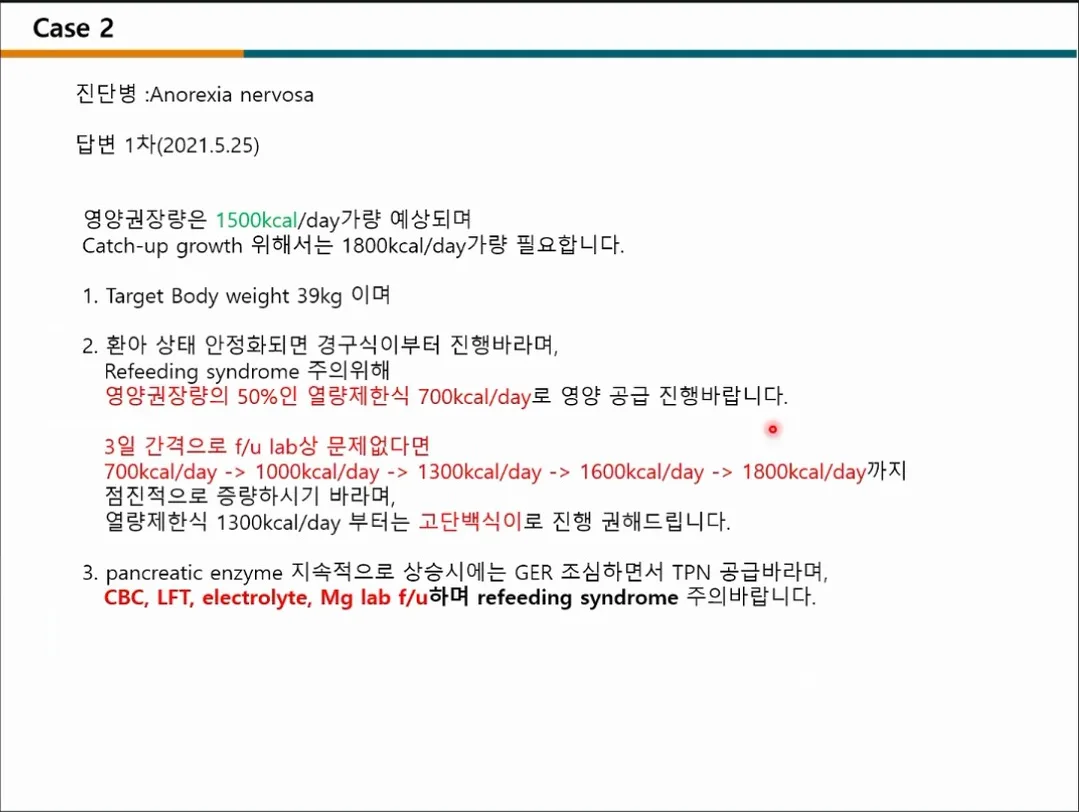 Case 2
진단병 :Anorexia nervosa
답변 1차(2021.5.25)
영양권장량은 1500kcal/day가량 예상되며
Catch-up growth 위해서는 1800kcal/day가량 필요합니다.
1. Target Body weight 39kg 이며
2. 환아 상태 안정화되면 경구식이부터 진행바라며,
Refeeding syndrome 주의위해
영양권장량의 50%인 열량제한식 700kcal/day로 영양 공급 진행바랍니다.
3일 간격으로 f/u lab상 문제없다면
700kcal/day -> 1000kcal/day -> 1300kcal/day -> 1600kcal/day -> 1800kcal/day까지
점진적으로 증량하시기 바라며,
열량제한식 1300kcal/day 부터는 고단백식이로 진행 권해드립니다.
3. pancreatic enzyme 지속적으로 상승시에는 GER 조심하면서 TPN 공급바라며,
CBC, LFT, electrolyte, Mg lab f/u하며 refeeding syndrome 주의바랍니다.